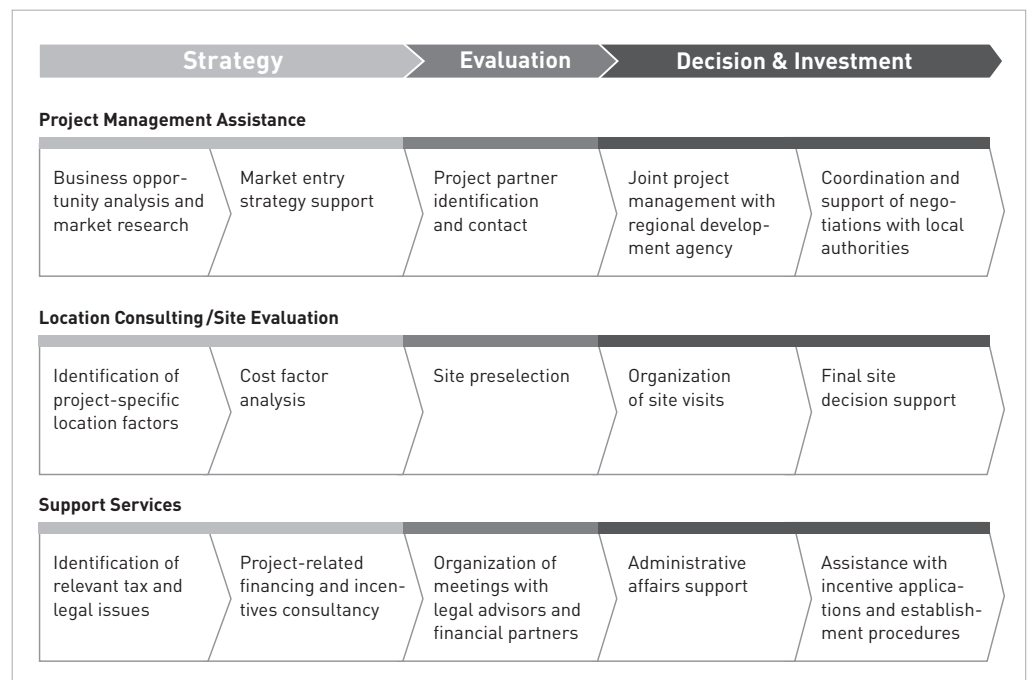 Strategy
Evaluation
Decision & Investment
Project Management Assistance
Business oppor-
tunity analysis and
market research
Market entry
strategy support
Project partner
identification
and contact
Joint project
management with
regional develop-
ment agency
Coordination and
support of nego-
tiations with local
authorities
Location Consulting/Site Evaluation
Identification of
project-specific
location factors
Cost factor
analysis
Site preselection
Organization
of site visits
Final site
decision support
Support Services
Identification of
relevant tax and
legal issues
Project-related
financing and incen-
tives consultancy
Organization of
meetings with
legal advisors and
financial partners
Administrative
affairs support
Assistance with
incentive applica-
tions and establish-
ment procedures